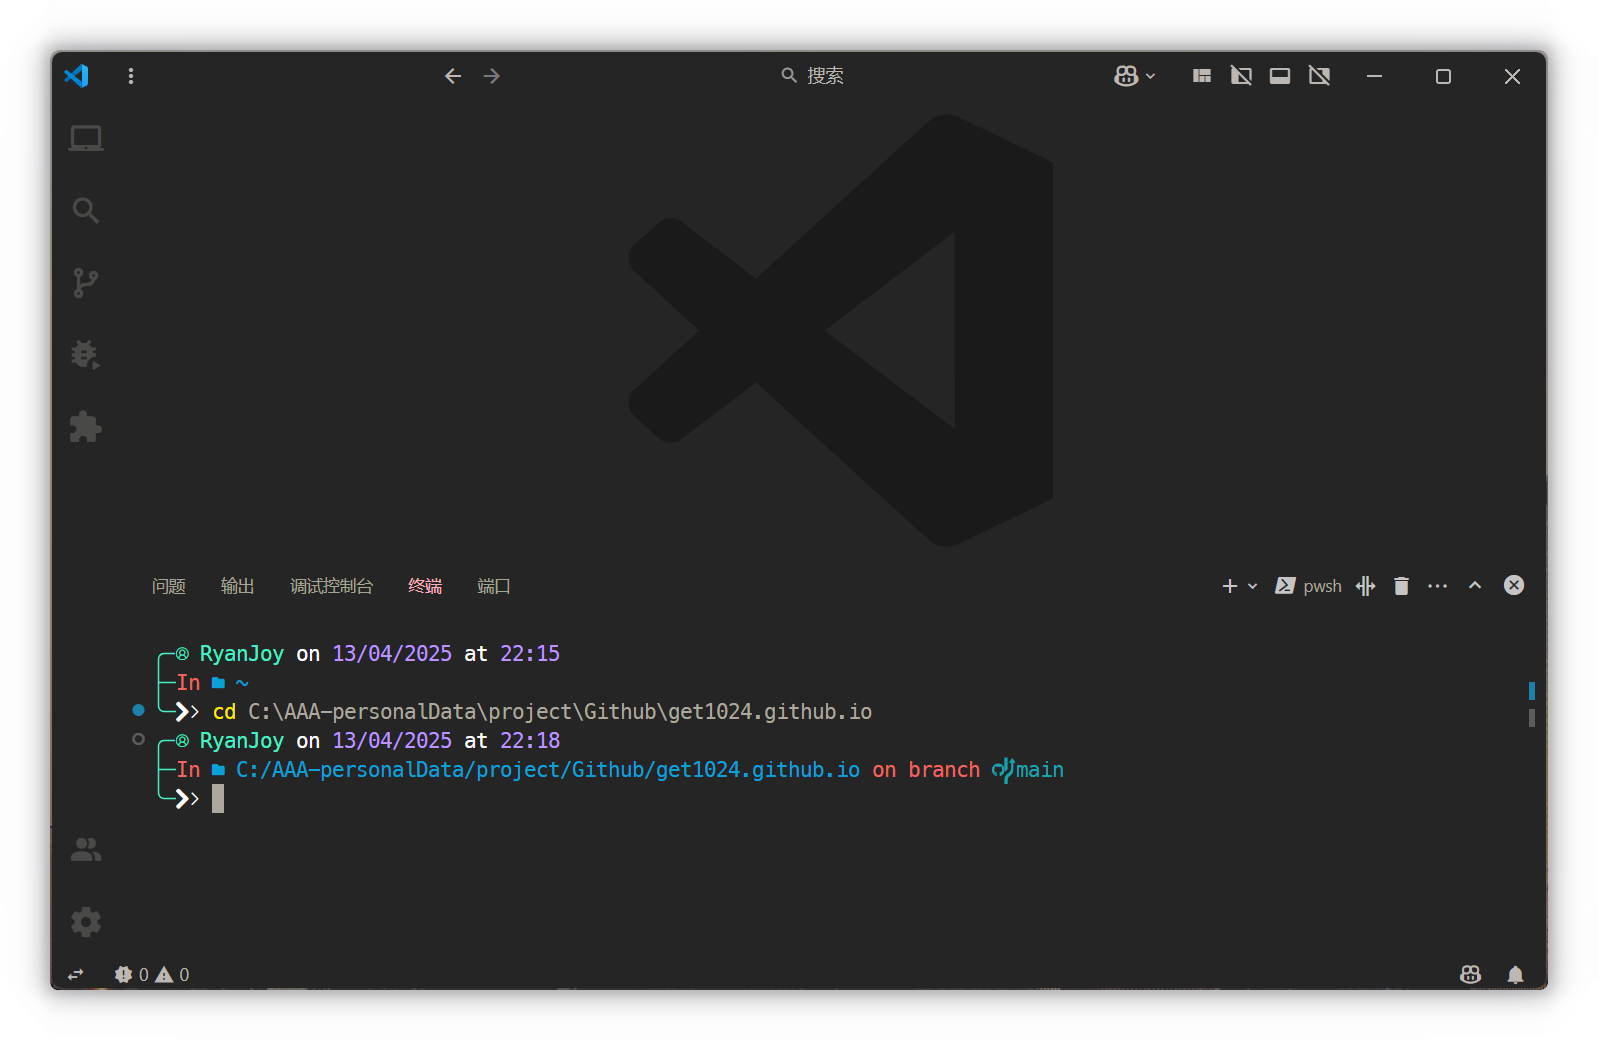 搜索
问题 输出 调试控制台 终端 端口
pwsh
RyanJoy on 13/04/2025 at 22:15
In ~
cd C:\AAA-personalData\project\Github\get1024.github.io
RyanJoy on 13/04/2025 at 22:18
In C:/AAA-personalData/project/Github/get1024.github.io on branch main
0 0